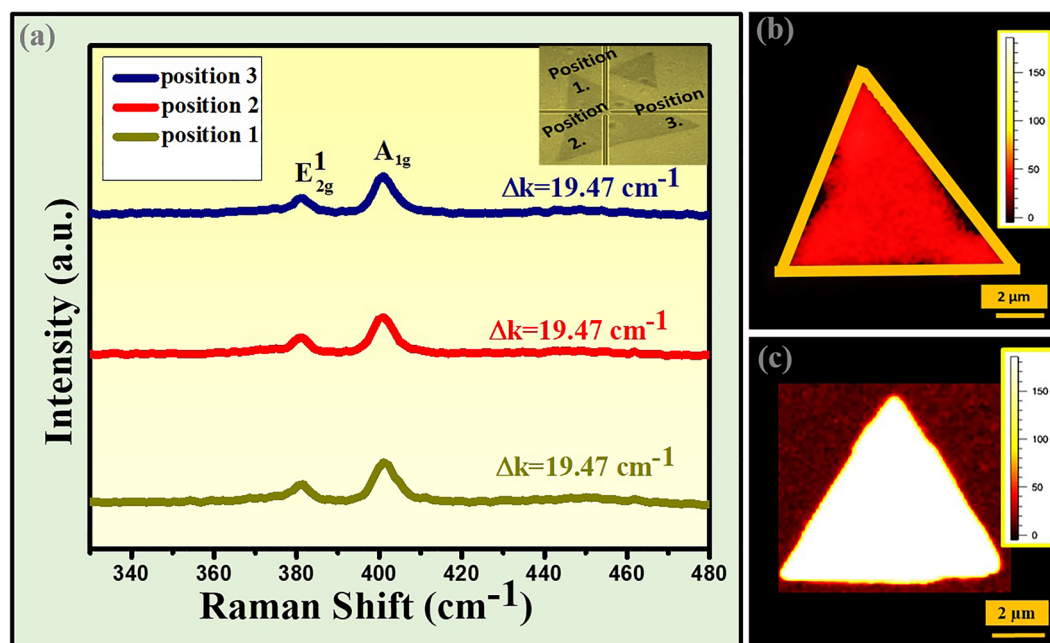 (a)
position 3
position 2
position 1
Position
1.
Position
2.
Position
3.
E¹₂g
A₁g
Δk=19.47 cm⁻¹
Δk=19.47 cm⁻¹
Δk=19.47 cm⁻¹
Intensity (a.u.)
340 360 380 400 420 440 460 480
Raman Shift (cm⁻¹)
(b)
150
100
50
0
2 μm
(c)
150
100
50
0
2 μm